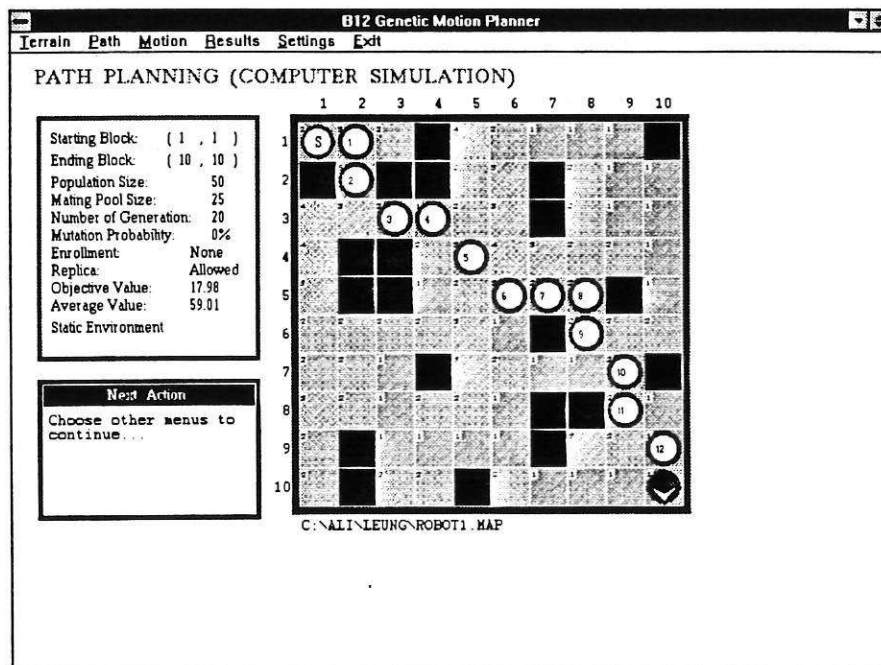 B12 Genetic Motion Planner
Terrain Path Motion Results Settings Exit
PATH PLANNING (COMPUTER SIMULATION)
1 2 3 4 5 6 7 8 9 10
Starting Block: ( 1 , 1 )
Ending Block: ( 10 , 10 )
Population Size: 50
Mating Pool Size: 25
Number of Generation: 20
Mutation Probability: 0%
Enrollment: None
Replica: Allowed
Objective Value: 17.98
Average Value: 59.01
Static Environment
Next Action
Choose other menus to
continue...
1 S 1
2 2
3 3 4
4 5
5 6 7 8
6 9
7 10
8 11
9 12
10
C:\ALI\LEUNG\ROBOT1.MAP